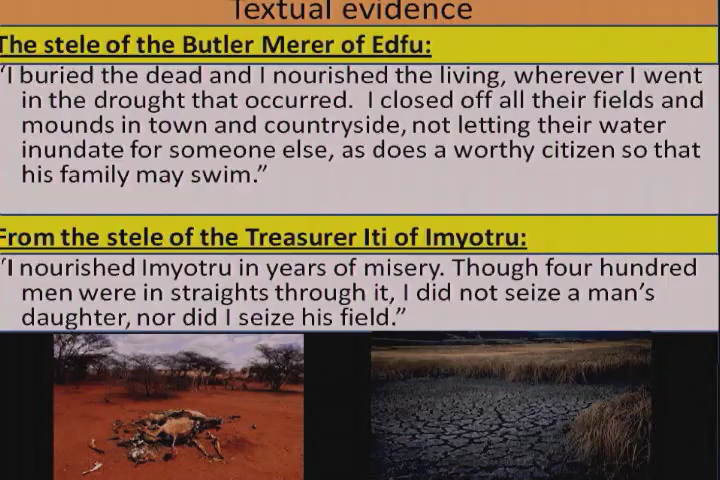 Textual evidence
The stele of the Butler Merer of Edfu:
"I buried the dead and I nourished the living, wherever I went
in the drought that occurred.  I closed off all their fields and
mounds in town and countryside, not letting their water
inundate for someone else, as does a worthy citizen so that
his family may swim."
From the stele of the Treasurer Iti of Imyotru:
"I nourished Imyotru in years of misery. Though four hundred
men were in straights through it, I did not seize a man's
daughter, nor did I seize his field."